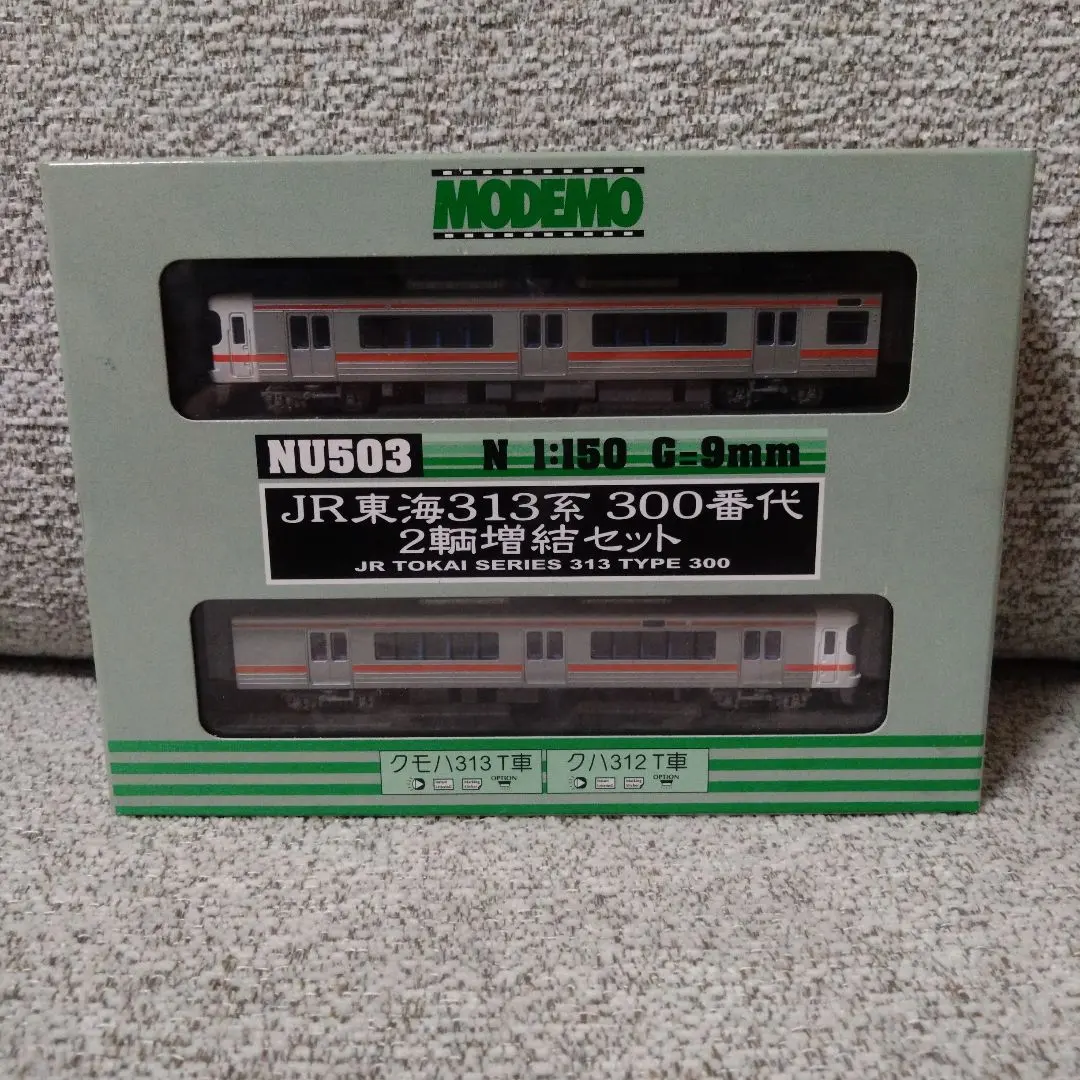 MODEMO
NU503 N 1:150 G=9mm
JR東海313系 300番代
2輌増結セット
JR TOKAI SERIES 313 TYPE 300
クモハ313 T車 クハ312 T車
OPTION OPTION